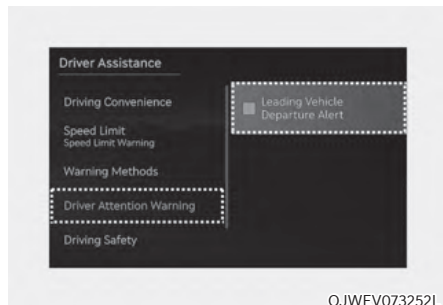 Driver Assistance
Driving Convenience
Speed Limit
Speed Limit Warning
Warning Methods
Driver Attention Warning
Driving Safety
Leading Vehicle
Departure Alert
OJWEV073252L